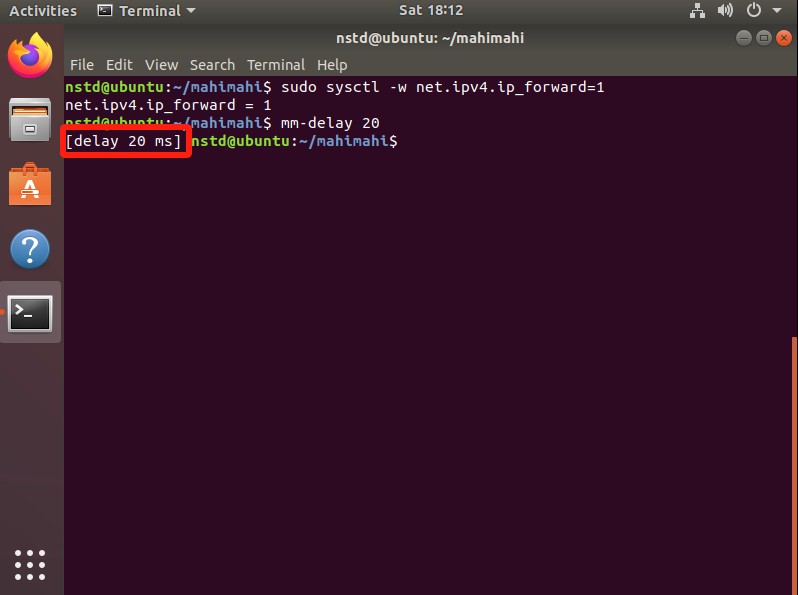 Activities Terminal Sat 18:12
nstd@ubuntu: ~/mahimahi
File Edit View Search Terminal Help
nstd@ubuntu:~/mahimahi$ sudo sysctl -w net.ipv4.ip_forward=1
net.ipv4.ip_forward = 1
nstd@ubuntu:~/mahimahi$ mm-delay 20
[delay 20 ms] nstd@ubuntu:~/mahimahi$